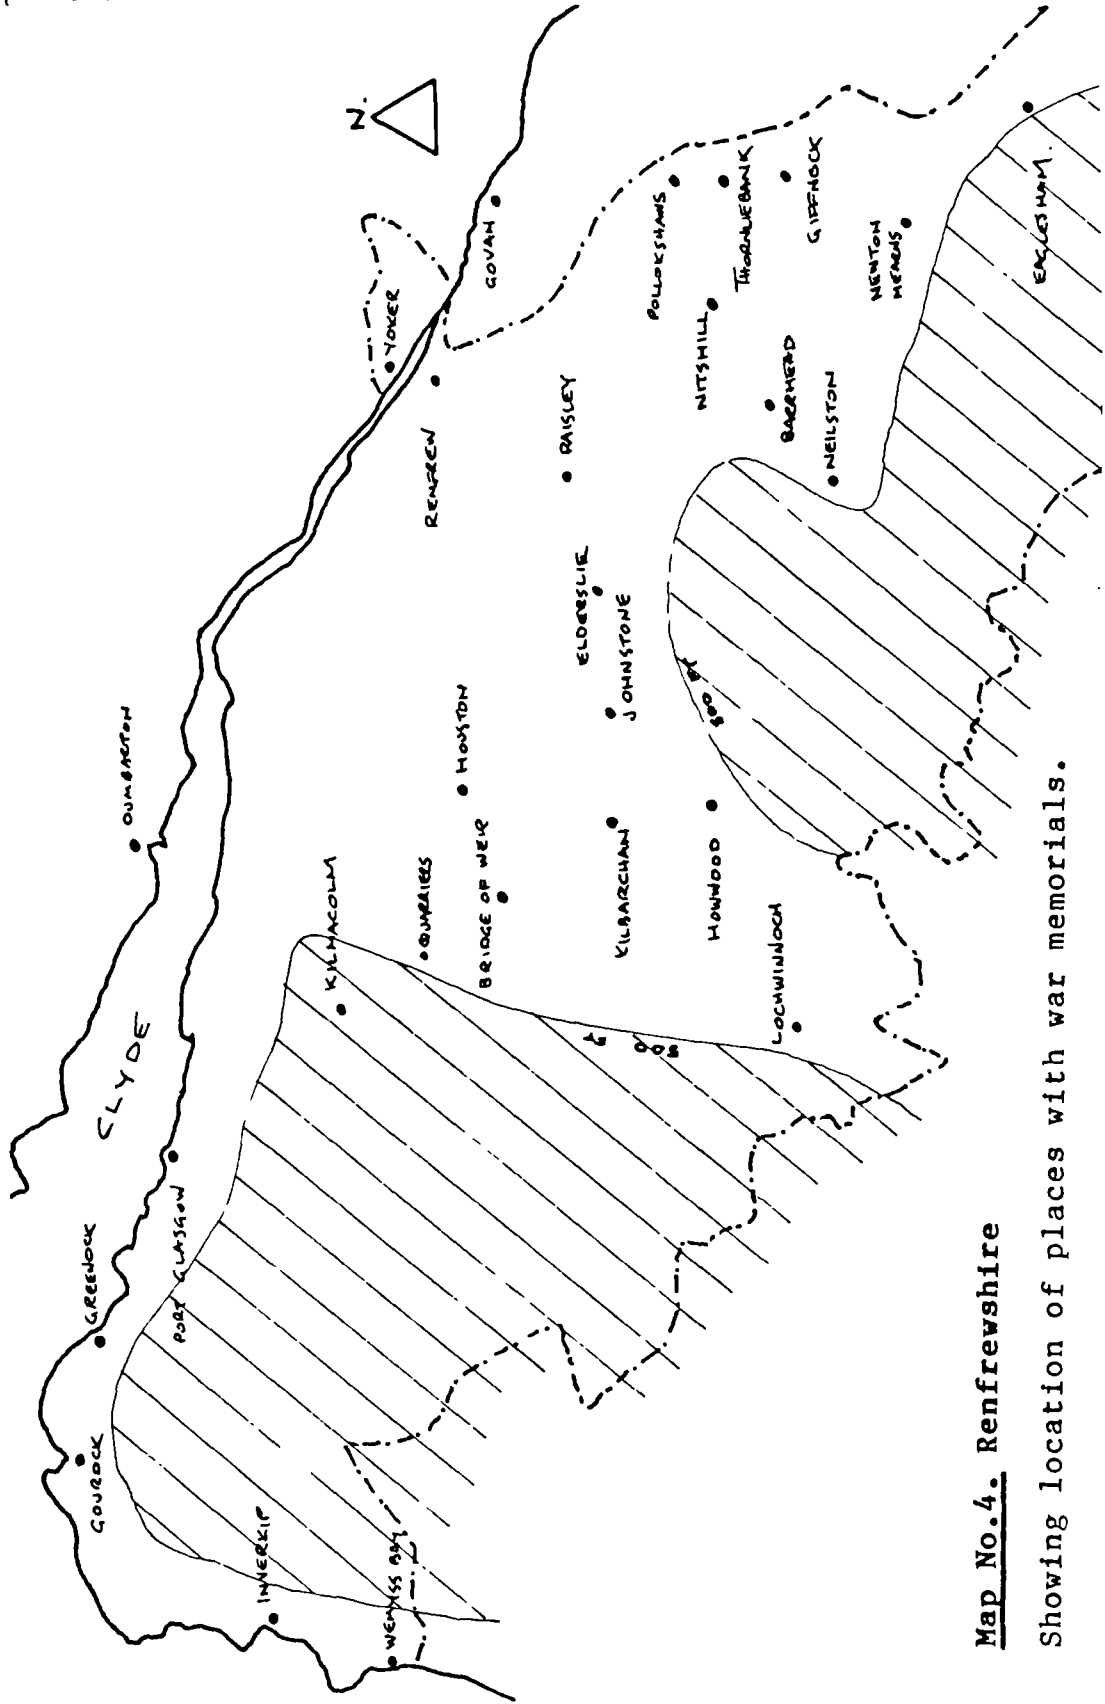 N.
DUMBARTON
CLYDE
GREENOCK
GOUROCK
PORT GLASGOW
INVERKIP
WEMYSS BAY
KILMACOLM
QUARRIERS
BRIDGE OF WEIR
HOUSTON
RENFREW
YOKER
GOVAN
ELDERSLIE
PAISLEY
JOHNSTONE
KILBARCHAN
HOWWOOD
LOCHWINNOCH
500 ft
800 ft
POLLOKSHAWS
THORNLIEBANK
NITSHILL
GIFFNOCK
BARRHEAD
NEILSTON
NEWTON
MEARNS
EAGLESHAM.
Map No.4. Renfrewshire
Showing location of places with war memorials.